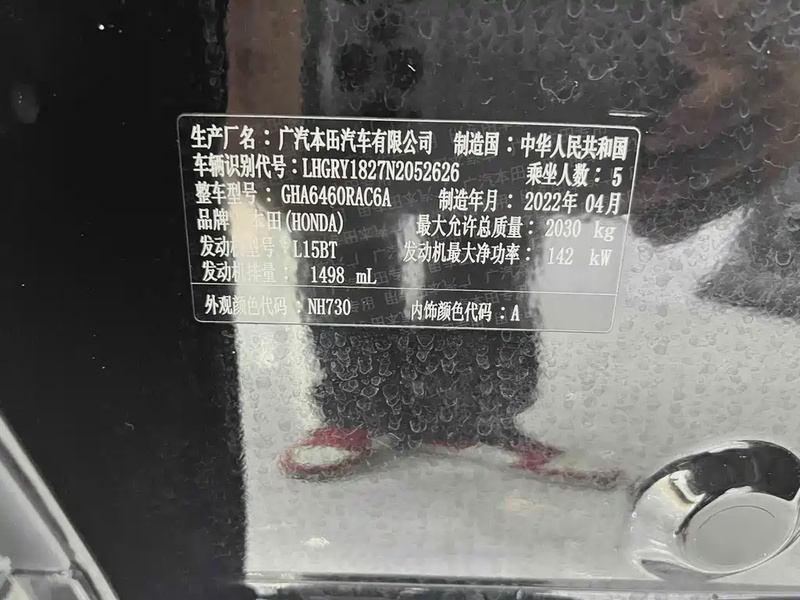 生产厂名：广汽本田汽车有限公司 制造国：中华人民共和国
车辆识别代号：LHGRY1827N2052626 乘坐人数：5
整车型号：GHA6460RAC6A 制造年月：2022年 04月
品牌：本田(HONDA) 最大允许总质量：2030 kg
发动机型号：L15BT 发动机最大净功率：142 kW
发动机排量：1498 mL
外观颜色代码：NH730 内饰颜色代码：A